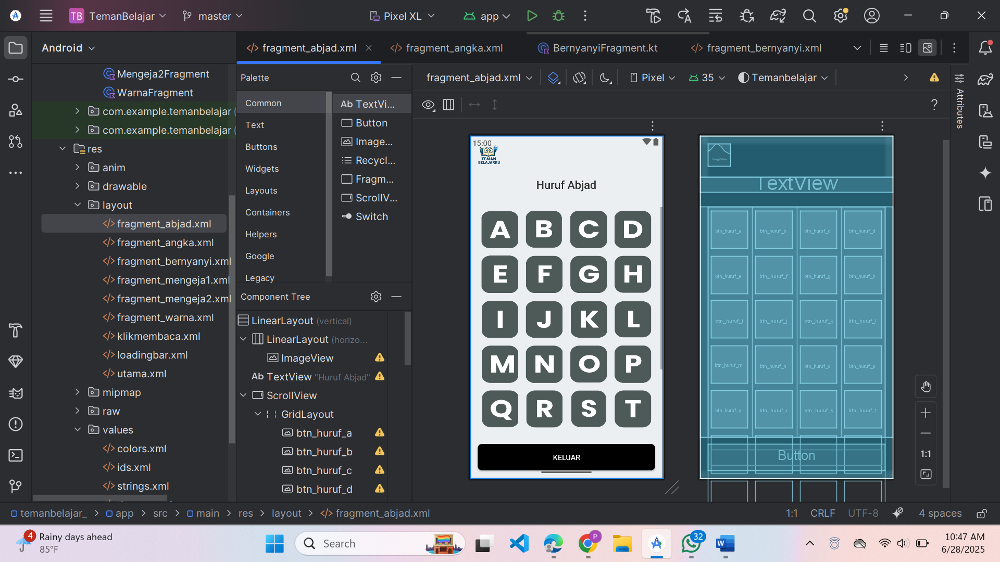 TB TemanBelajar master Pixel XL app
Android
fragment_abjad.xml fragment_angka.xml BernyanyiFragment.kt fragment_bernyanyi.xml
Mengeja2Fragment
WarnaFragment
com.example.temanbelajar (
com.example.temanbelajar (
res
anim
drawable
layout
fragment_abjad.xml
fragment_angka.xml
fragment_bernyanyi.xml
fragment_mengeja1.xml
fragment_mengeja2.xml
fragment_warna.xml
klikmembaca.xml
loadingbar.xml
utama.xml
mipmap
raw
values
colors.xml
ids.xml
strings.xml
Palette
Common
Text
Buttons
Widgets
Layouts
Containers
Helpers
Google
Legacy
Ab TextVi...
Button
Image...
Recycl...
Fragm...
ScrollV...
Switch
Component Tree
LinearLayout (vertical)
LinearLayout (horizo...
ImageView
Ab TextView "Huruf Abjad"
ScrollView
GridLayout
btn_huruf_a
btn_huruf_b
btn_huruf_c
btn_huruf_d
fragment_abjad.xml Pixel 35 Temanbelajar
?
Attributes
15:00
TEMAN
BELAJARKU
Huruf Abjad
A B C D
E F G H
I J K L
M N O P
Q R S T
KELUAR
ImageView
TextView
btn_huruf_a btn_huruf_b btn_huruf_c btn_huruf_d
btn_huruf_e btn_huruf_f btn_huruf_g btn_huruf_h
btn_huruf_i btn_huruf_j btn_huruf_k btn_huruf_l
btn_huruf_m btn_huruf_n btn_huruf_o btn_huruf_p
btn_huruf_q btn_huruf_r btn_huruf_s btn_huruf_t
Button
1:1
temanbelajar_ > app > src > main > res > layout > fragment_abjad.xml
1:1 CRLF UTF-8 4 spaces
4
Rainy days ahead
85°F
Search
P
32
W
10:47 AM
6/28/2025